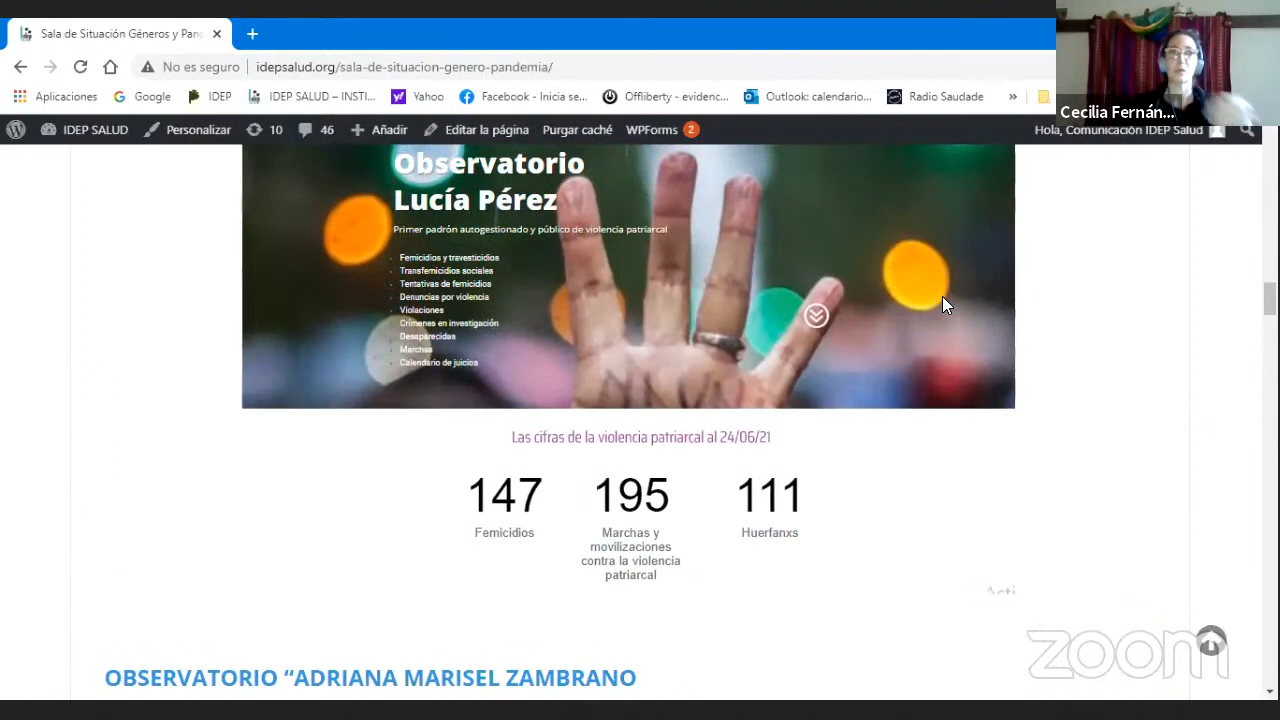 Sala de Situación Géneros y Pand
No es seguro
idepsalud.org/sala-de-situacion-genero-pandemia/
Aplicaciones
Google
IDEP
IDEP SALUD – INSTI...
Yahoo
Facebook - Inicia se...
Offliberty - evidenc...
Outlook: calendario...
Radio Saudade
»
Cecilia Fernán...
IDEP SALUD
Personalizar
10
46
Añadir
Editar la página
Purgar caché
WPForms 2
Hola, Comunicación IDEP Salud
Observatorio
Lucía Pérez
Primer padrón autogestionado y público de violencia patriarcal
Femicidios y travesticidios
Transfemicidios sociales
Tentativas de femicidios
Denuncias por violencia
Violaciones
Crímenes en investigación
Desaparecidas
Marchas
Calendario de juicios
Las cifras de la violencia patriarcal al 24/06/21
147
Femicidios
195
Marchas y
movilizaciones
contra la violencia
patriarcal
111
Huerfanxs
zoom
OBSERVATORIO “ADRIANA MARISEL ZAMBRANO